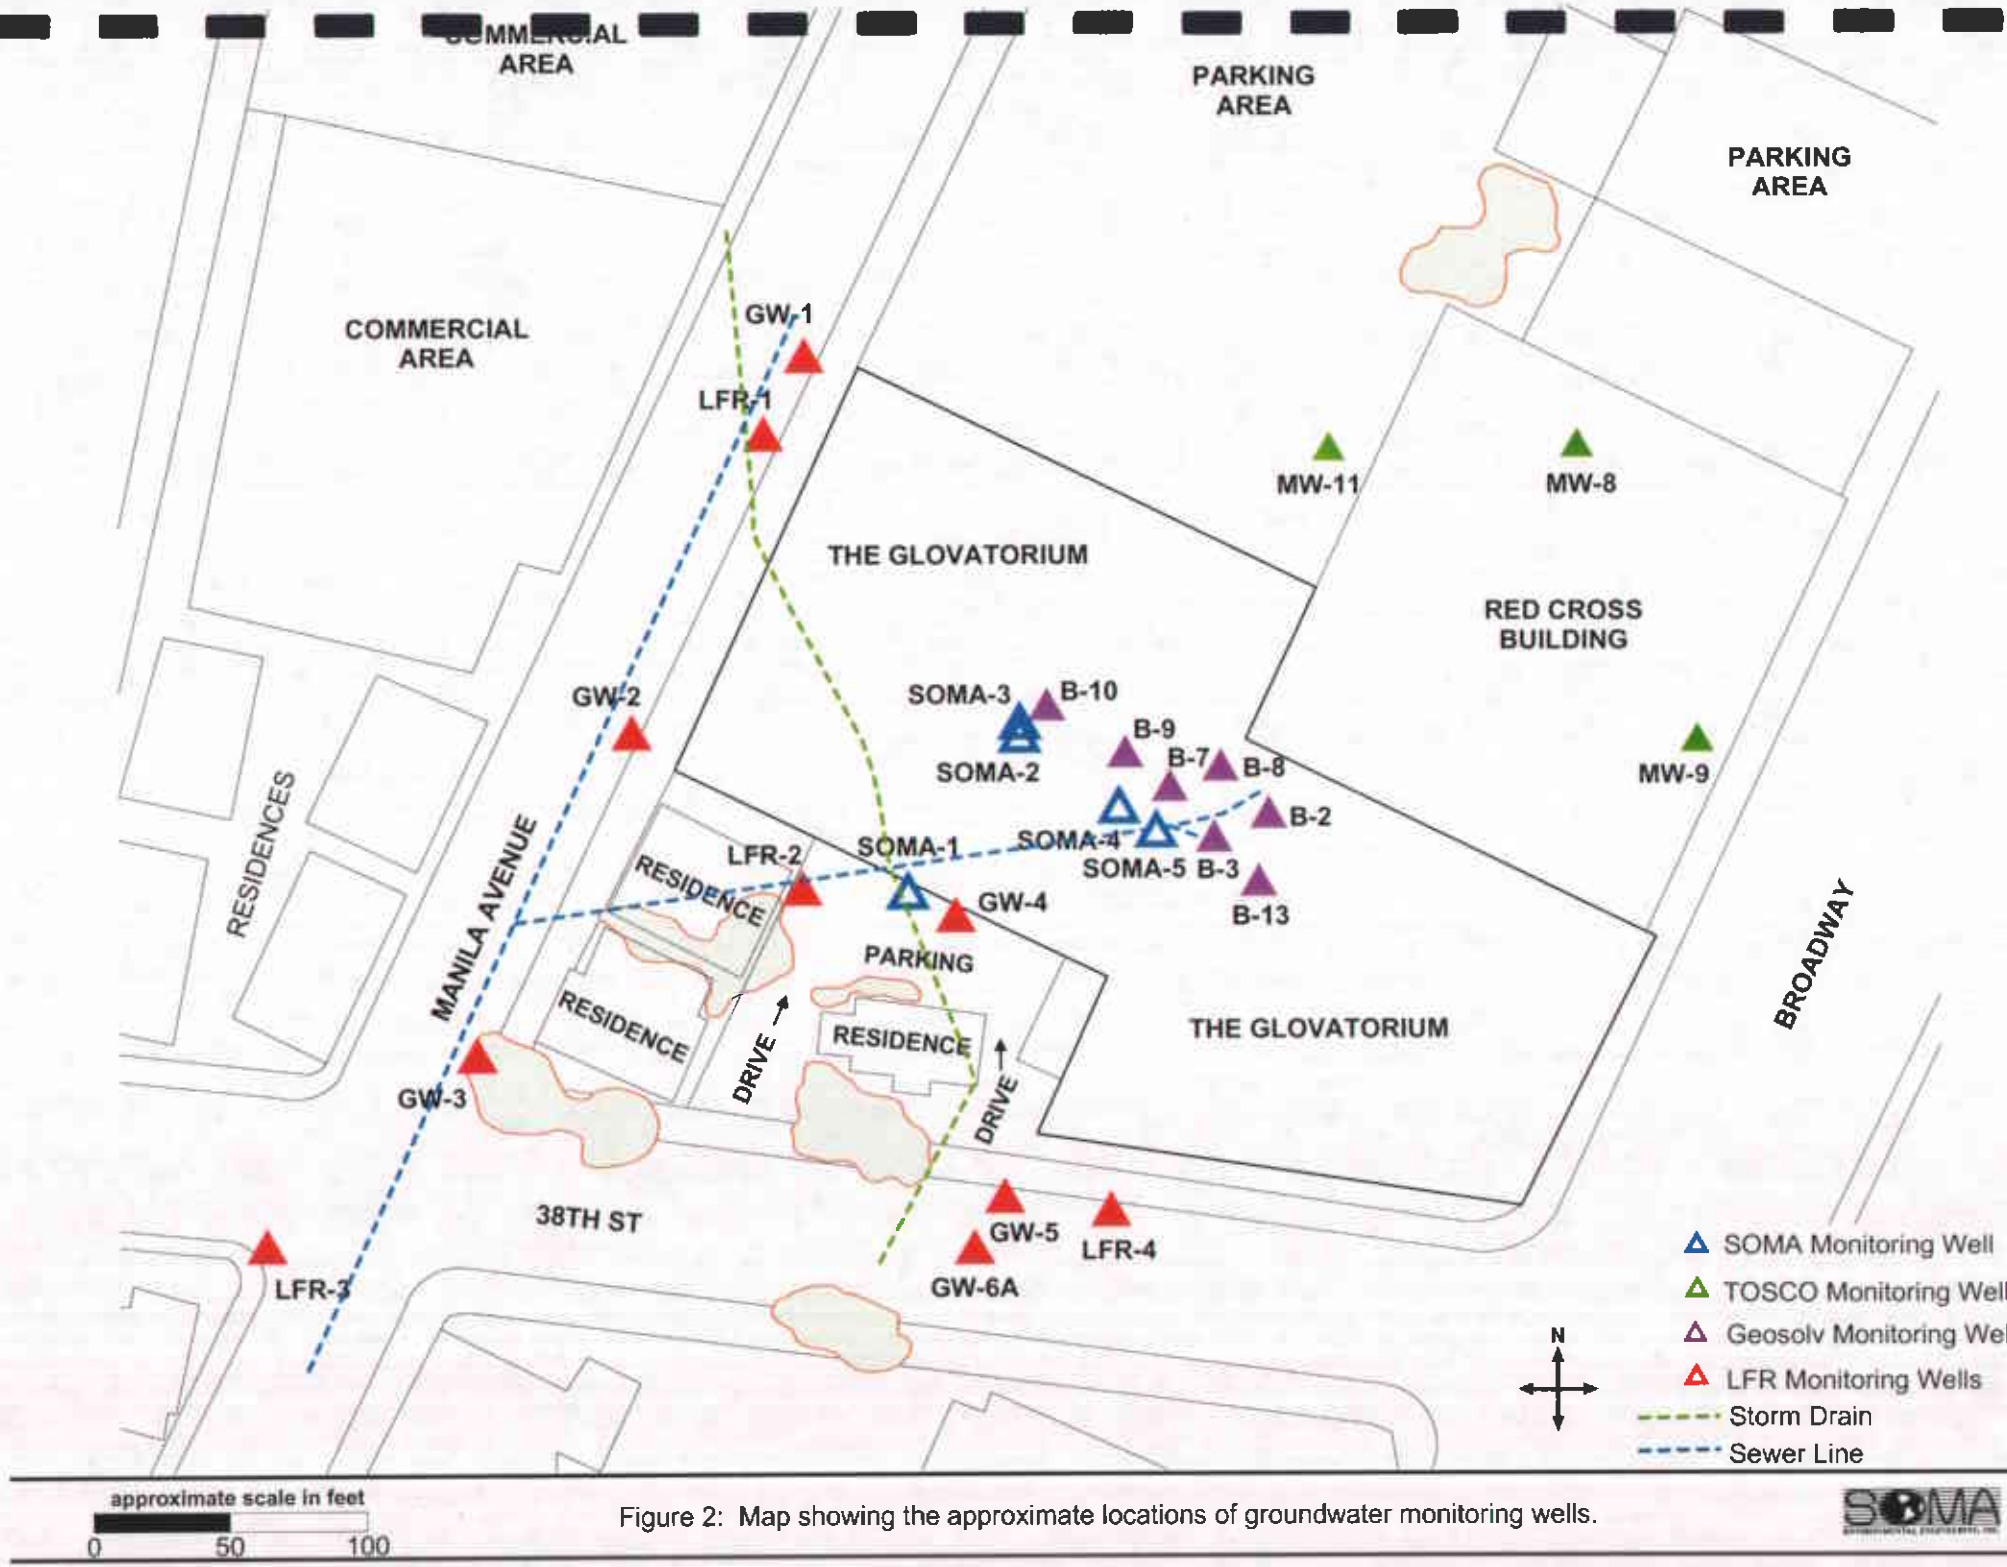 COMMERCIAL
AREA
PARKING
AREA
PARKING
AREA
GW-1
COMMERCIAL
AREA
LFR-1
MW-11
MW-8
THE GLOVATORIUM
RED CROSS
BUILDING
GW-2
SOMA-3
B-10
B-9
SOMA-2
B-7
B-8
MW-9
RESIDENCES
MANILA AVENUE
B-2
SOMA-4
SOMA-1
LFR-2
RESIDENCE
SOMA-5
B-3
GW-4
B-13
PARKING
BROADWAY
RESIDENCE
DRIVE
RESIDENCE
THE GLOVATORIUM
GW-3
DRIVE
38TH ST
GW-5
LFR-4
LFR-3
GW-6A
SOMA Monitoring Well
TOSCO Monitoring Well
Geosolv Monitoring Wel
LFR Monitoring Wells
Storm Drain
Sewer Line
N
approximate scale in feet
0 50 100
Figure 2: Map showing the approximate locations of groundwater monitoring wells.
SOMA